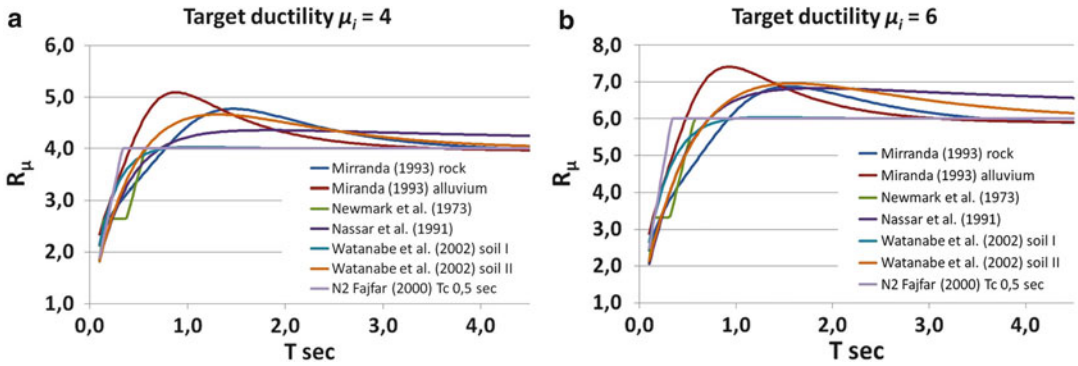 a
Target ductility μi = 4
6,0
5,0
4,0
3,0
2,0
1,0
Rμ
0,0 1,0 2,0 3,0 4,0
T sec
Mirranda (1993) rock
Miranda (1993) alluvium
Newmark et al. (1973)
Nassar et al. (1991)
Watanabe et al. (2002) soil I
Watanabe et al. (2002) soil II
N2 Fajfar (2000) Tc 0,5 sec
b
Target ductility μi = 6
8,0
7,0
6,0
5,0
4,0
3,0
2,0
1,0
Rμ
0,0 1,0 2,0 3,0 4,0
T sec
Mirranda (1993) rock
Miranda (1993) alluvium
Newmark et al. (1973)
Nassar et al. (1991)
Watanabe et al. (2002) soil I
Watanabe et al. (2002) soil II
N2 Fajfar (2000) Tc 0,5 sec